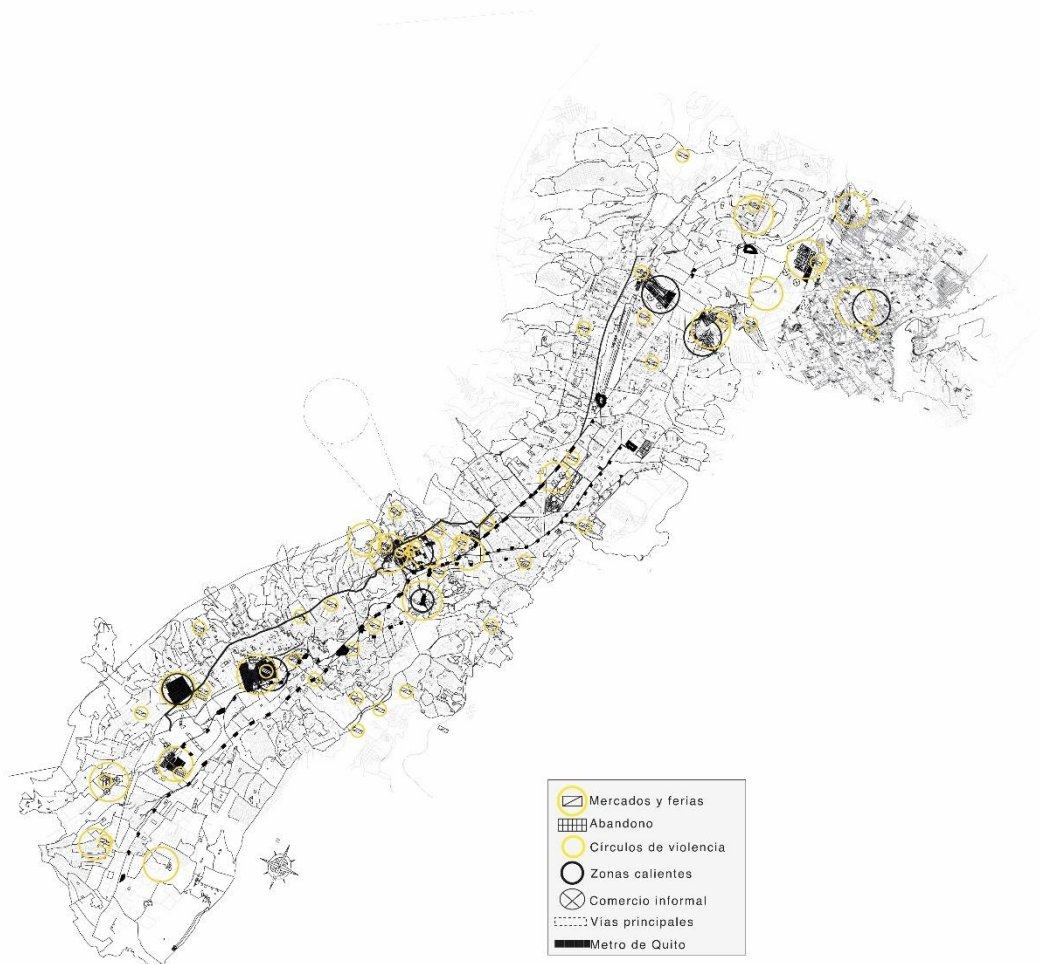 Mercados y ferias
Abandono
Círculos de violencia
Zonas calientes
Comercio informal
Vias principales
Metro de Quito